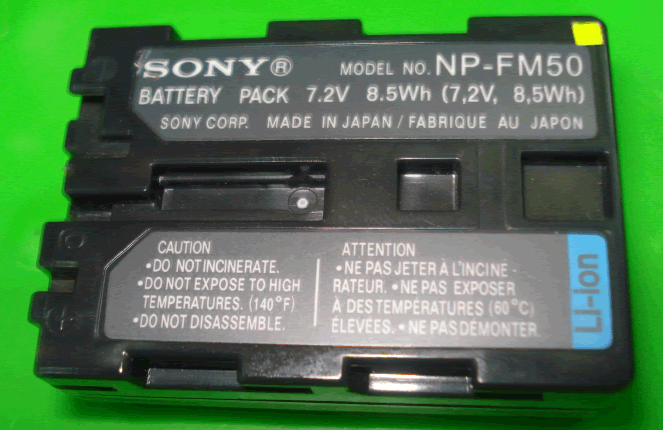 SONY® MODEL NO. NP-FM50
BATTERY PACK 7.2V 8.5Wh (7,2V, 8,5Wh)
SONY CORP. MADE IN JAPAN / FABRIQUE AU JAPON
CAUTION
•DO NOT INCINERATE.
•DO NOT EXPOSE TO HIGH
TEMPERATURES. (140°F)
•DO NOT DISASSEMBLE.
ATTENTION
•NE PAS JETER À L'INCINE-
RATEUR. •NE PAS EXPOSER
À DES TEMPÉRATURES (60°C)
ÉLEVÉES. •NE PAS DÉMONTER.
Li-ion